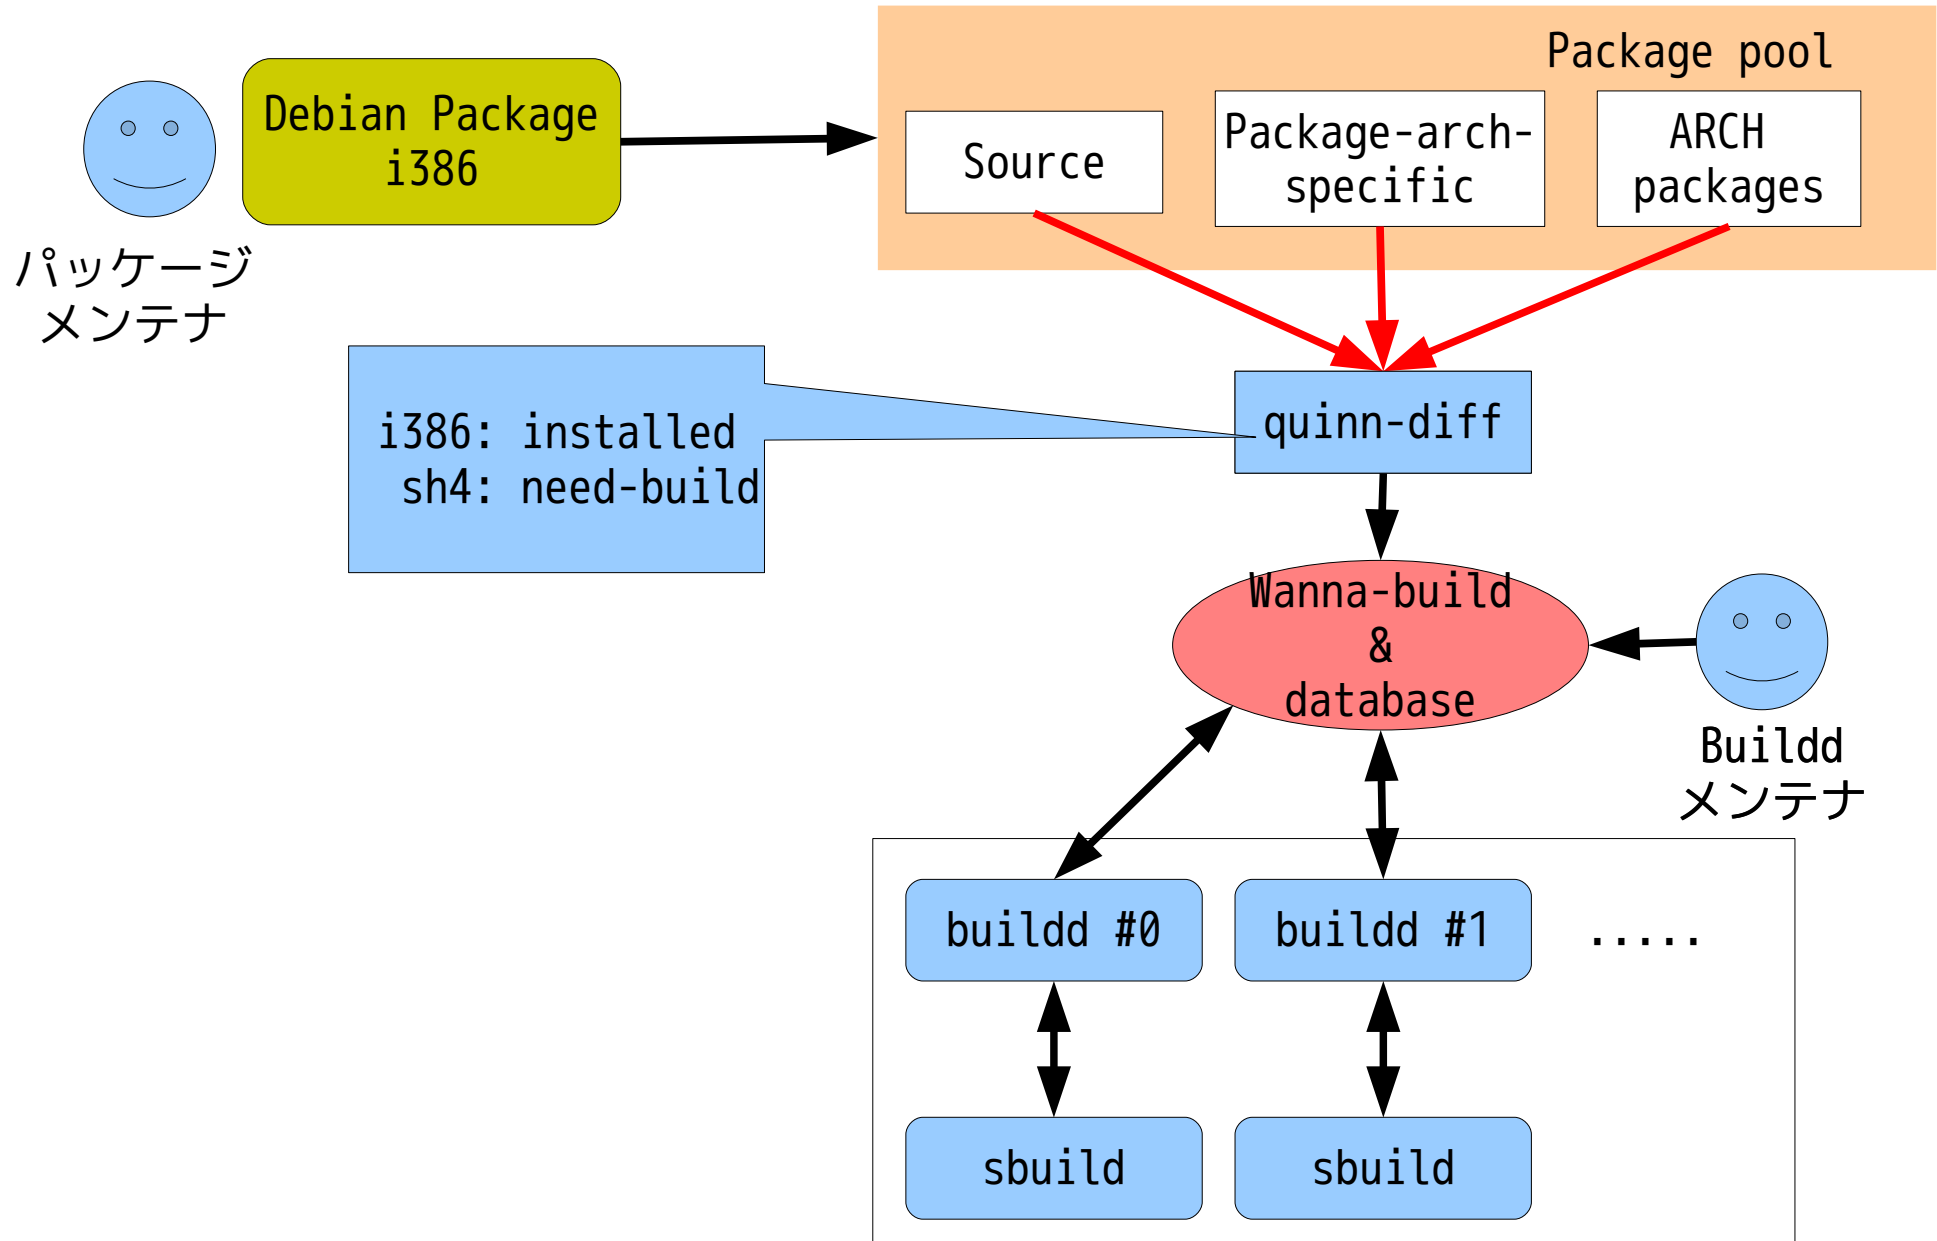 Package pool
Debian Package
i386
Source
Package-arch-
specific
ARCH
packages
パッケージ
メンテナ
i386: installed
sh4: need-build
quinn-diff
Wanna-build
&
database
Buildd
メンテナ
buildd #0
buildd #1
.....
sbuild
sbuild